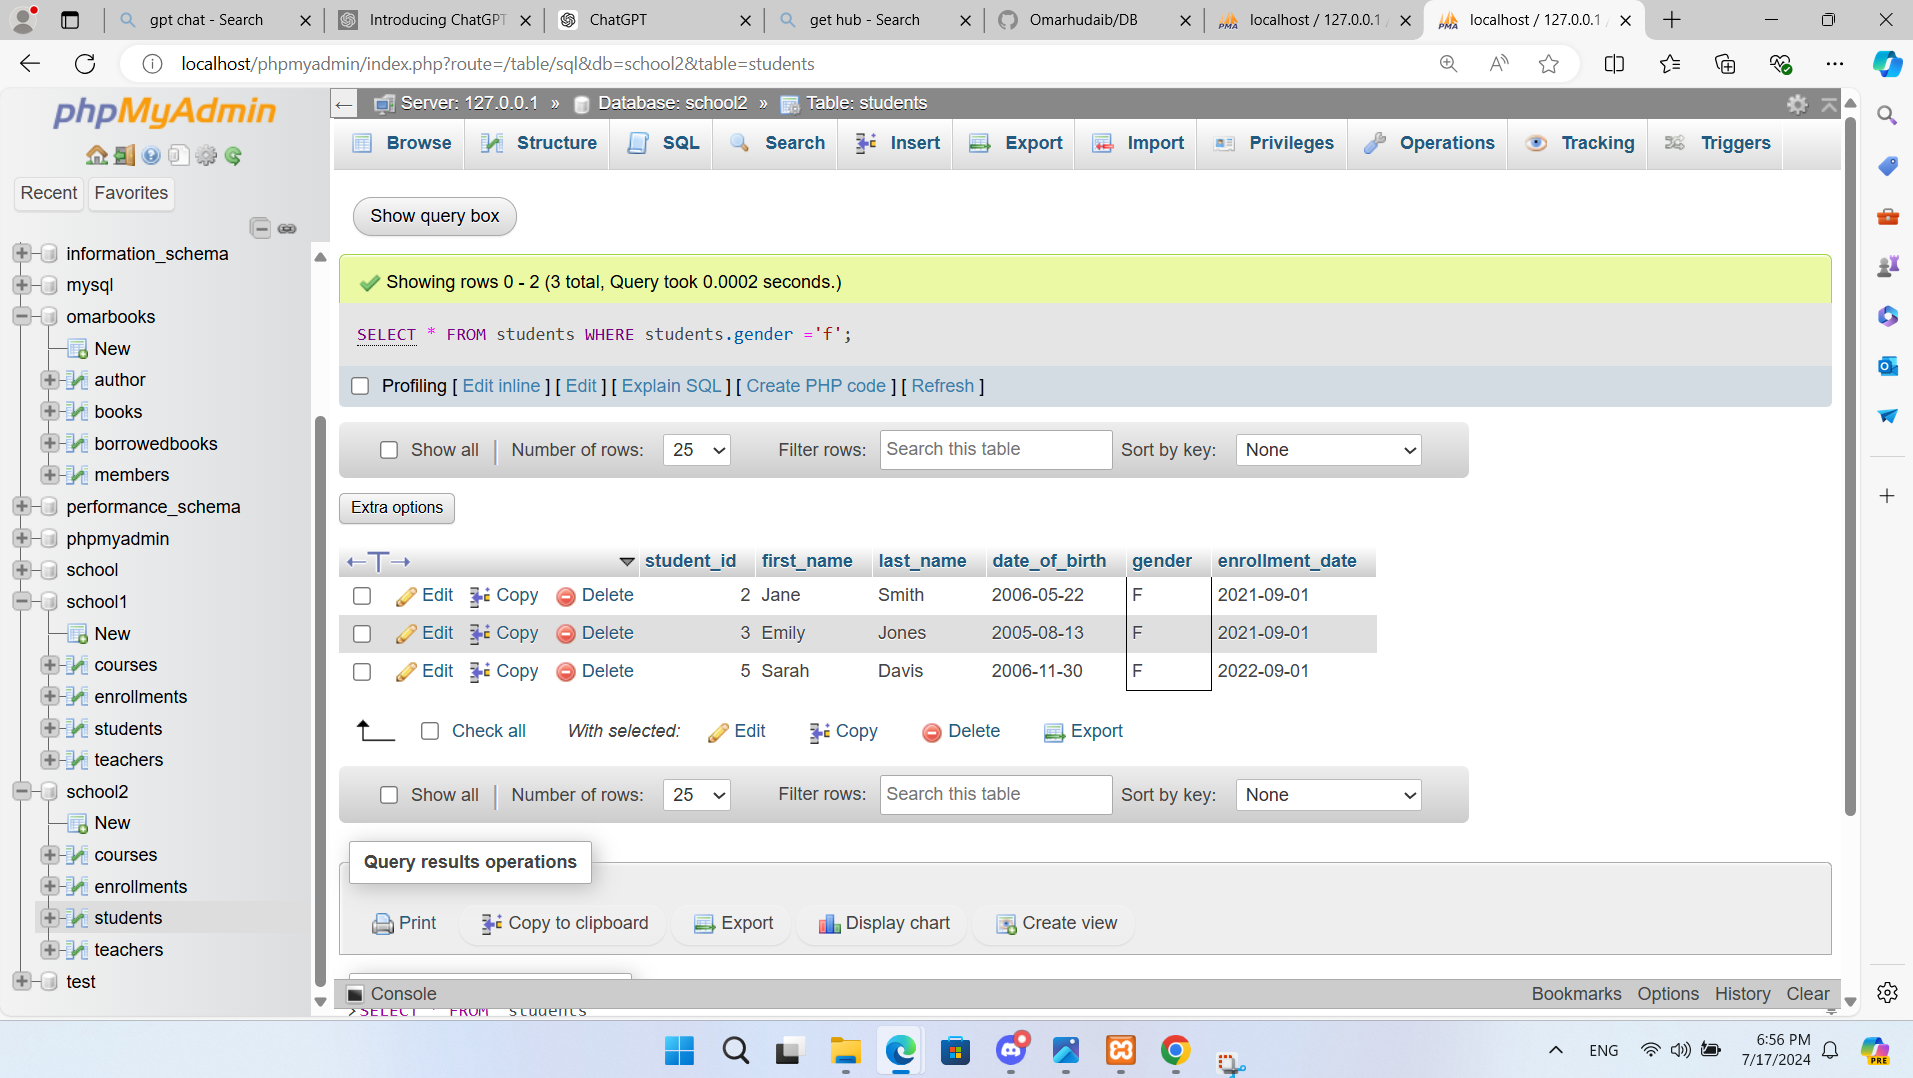 gpt chat - Search
Introducing ChatGPT
ChatGPT
get hub - Search
Omarhudaib/DB
localhost / 127.0.0.1 /
localhost / 127.0.0.1 /
localhost/phpmyadmin/index.php?route=/table/sql&db=school2&table=students
phpMyAdmin
Recent
Favorites
information_schema
mysql
omarbooks
New
author
books
borrowedbooks
members
performance_schema
phpmyadmin
school
school1
New
courses
enrollments
students
teachers
school2
New
courses
enrollments
students
teachers
test
Server: 127.0.0.1 » Database: school2 » Table: students
Browse Structure SQL Search Insert Export Import Privileges Operations Tracking Triggers
Show query box
Showing rows 0 - 2 (3 total, Query took 0.0002 seconds.)
SELECT * FROM students WHERE students.gender ='f';
Profiling [ Edit inline ] [ Edit ] [ Explain SQL ] [ Create PHP code ] [ Refresh ]
Show all | Number of rows: 25 Filter rows: Search this table Sort by key: None
Extra options
←T→ student_id first_name last_name date_of_birth gender enrollment_date
Edit Copy Delete 2 Jane Smith 2006-05-22 F 2021-09-01
Edit Copy Delete 3 Emily Jones 2005-08-13 F 2021-09-01
Edit Copy Delete 5 Sarah Davis 2006-11-30 F 2022-09-01
Check all With selected: Edit Copy Delete Export
Show all | Number of rows: 25 Filter rows: Search this table Sort by key: None
Query results operations
Print Copy to clipboard Export Display chart Create view
Console Bookmarks Options History Clear
>SELECT * FROM `students`
ENG
6:56 PM
7/17/2024
PRE